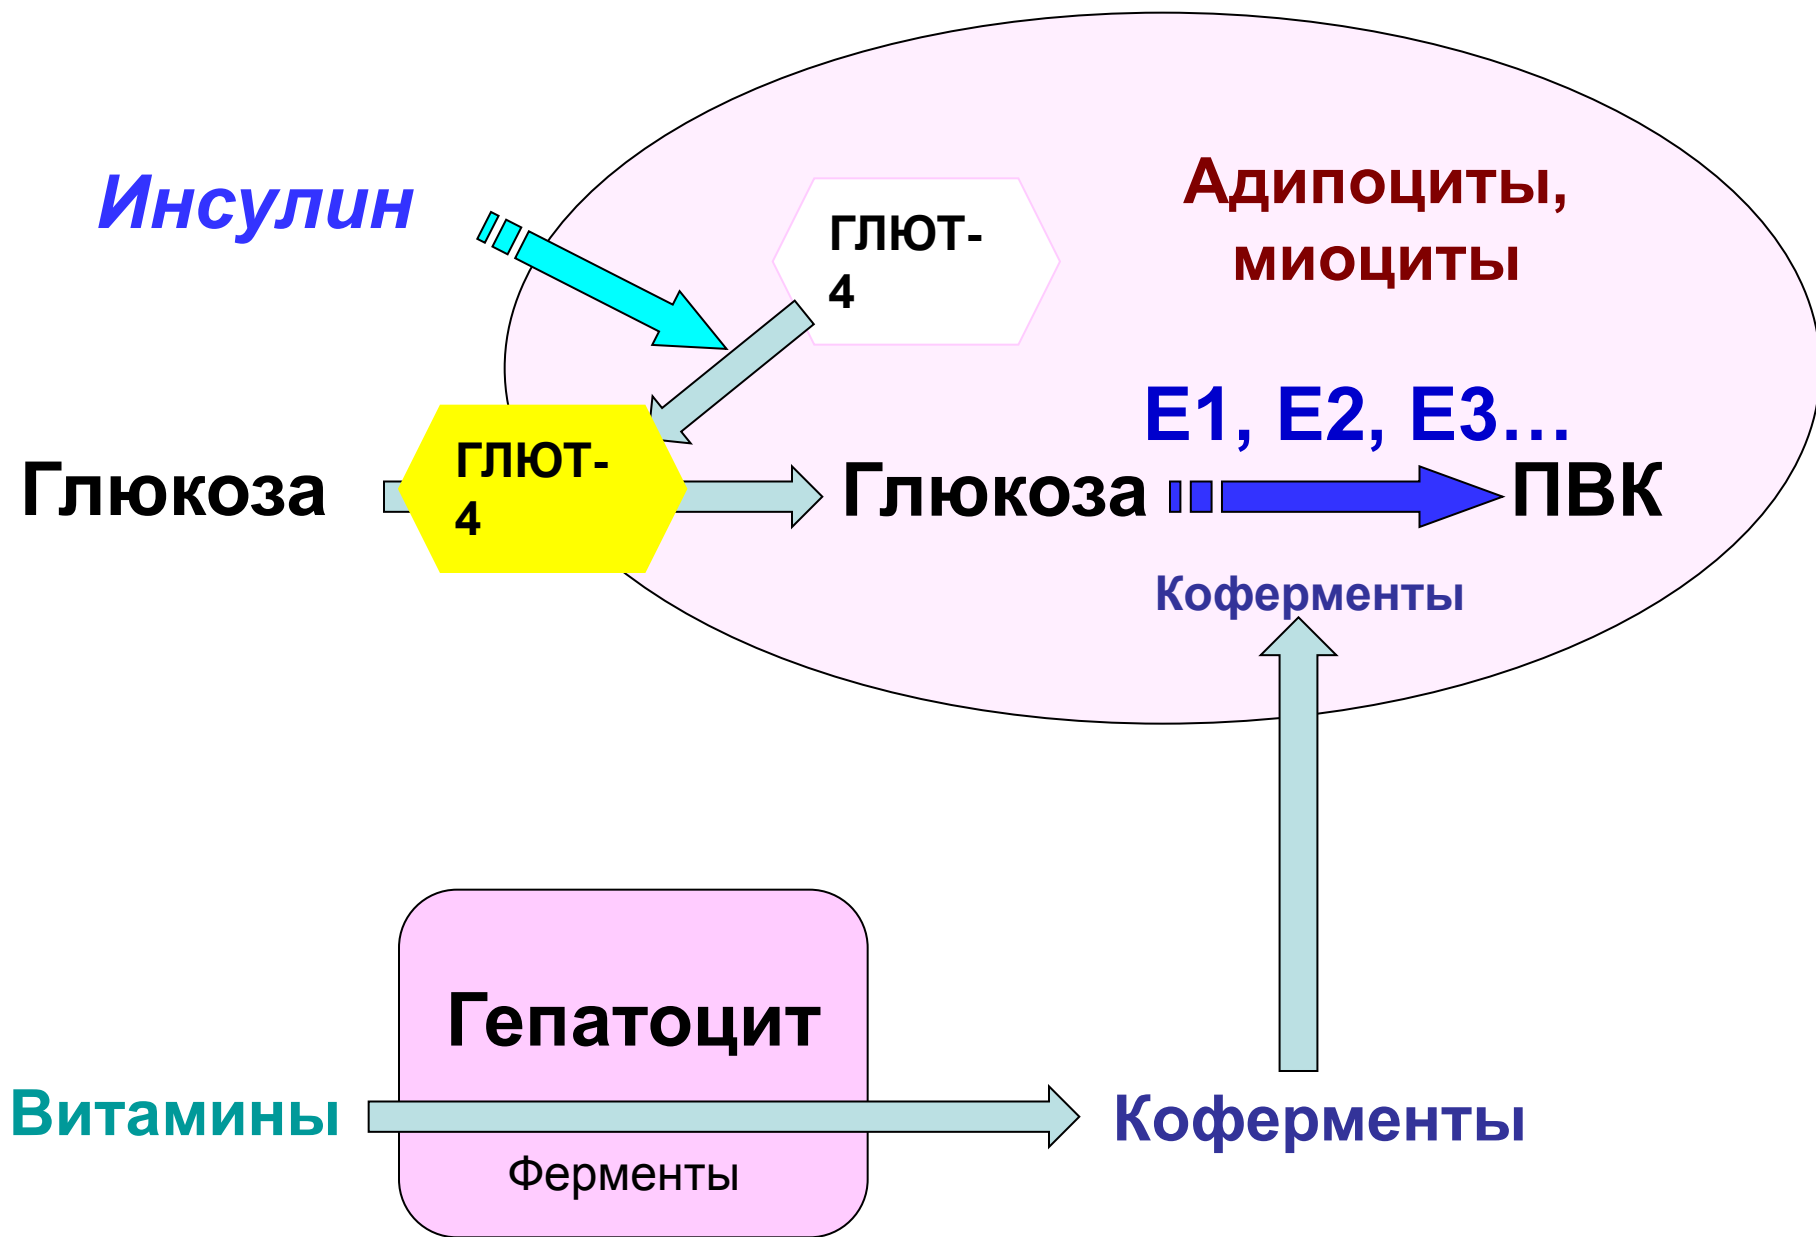 Инсулин
ГЛЮТ-
4
Адипоциты,
миоциты
Е1, Е2, Е3...
Глюкоза
ГЛЮТ-
4
Глюкоза
ПВК
Коферменты
Гепатоцит
Витамины
Коферменты
Ферменты